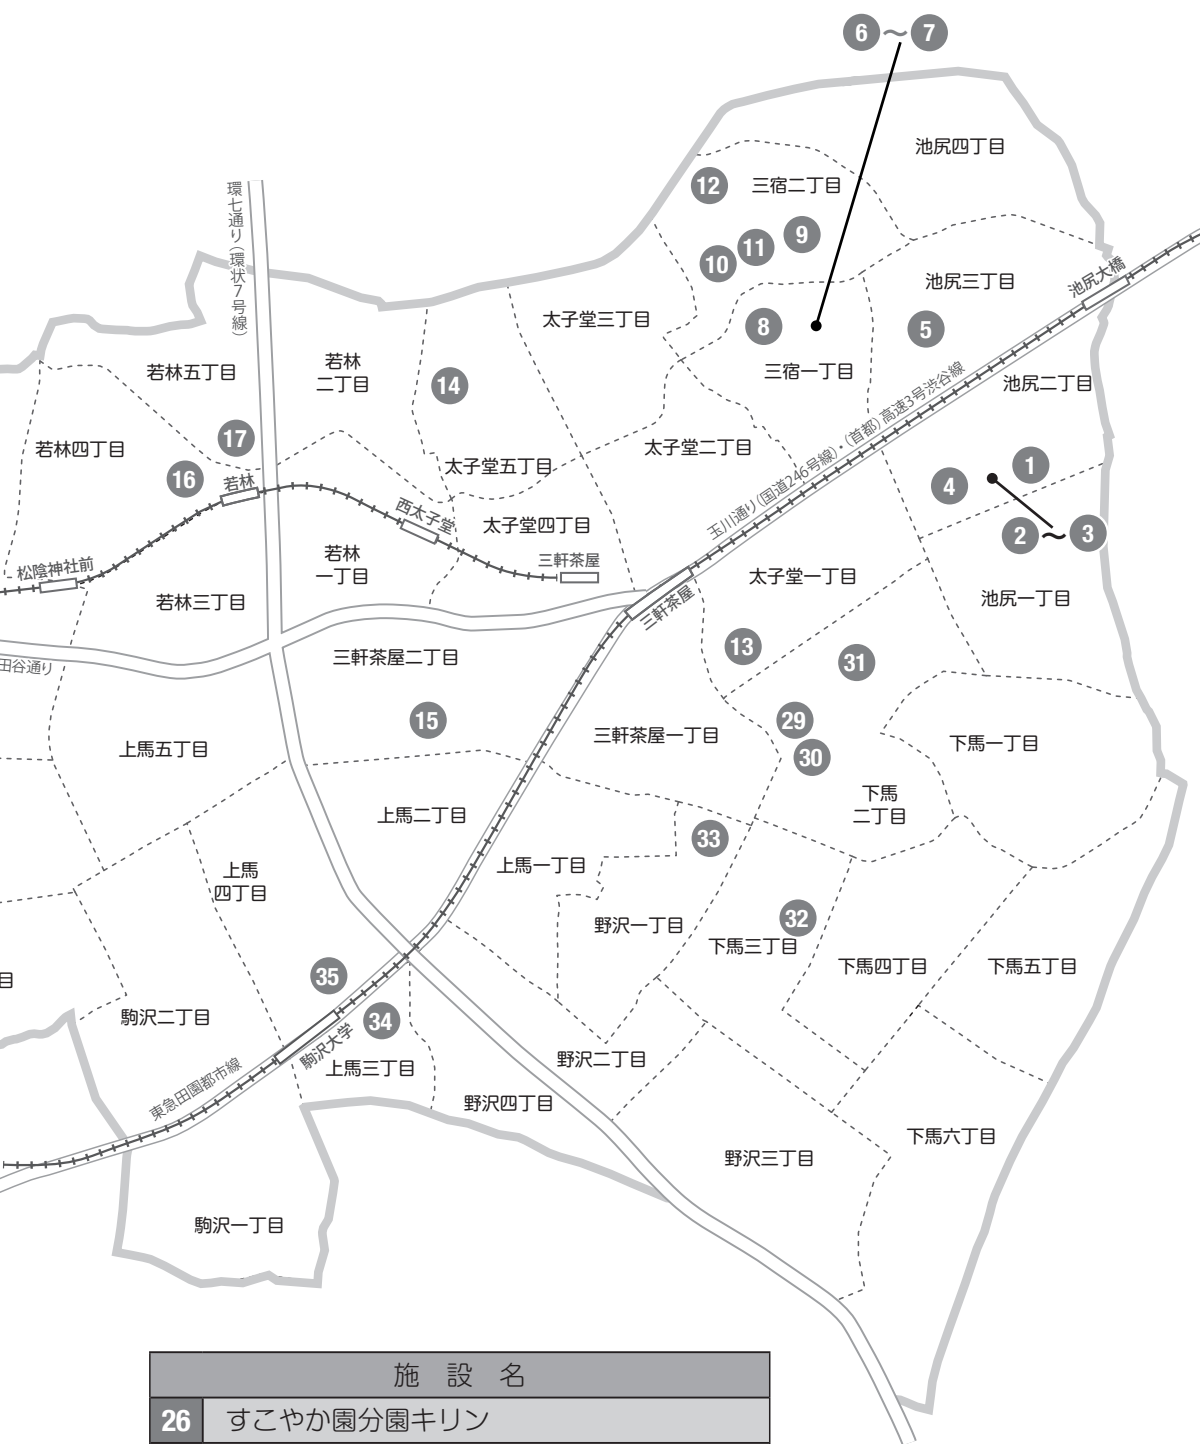 6～7
池尻四丁目
12
三宿二丁目
環七通り(環状7号線)
11
9
10
池尻三丁目
池尻大橋
太子堂三丁目
8
5
若林
二丁目
若林五丁目
三宿一丁目
14
池尻二丁目
玉川通り(国道246号線)・(首都)高速3号渋谷線
17
若林四丁目
太子堂二丁目
16
若林
太子堂五丁目
1
4
西太子堂
太子堂四丁目
2～3
松陰神社前
若林
一丁目
三軒茶屋
太子堂一丁目
若林三丁目
三軒茶屋
池尻一丁目
田谷通り
三軒茶屋二丁目
13
31
15
29
三軒茶屋一丁目
上馬五丁目
30
下馬一丁目
下馬
二丁目
上馬二丁目
33
上馬一丁目
上馬
四丁目
野沢一丁目
32
下馬三丁目
35
下馬四丁目
下馬五丁目
目
駒沢二丁目
34
駒沢大学
上馬三丁目
野沢二丁目
東急田園都市線
野沢四丁目
下馬六丁目
野沢三丁目
駒沢一丁目
施設名
26 すこやか園分園キリン